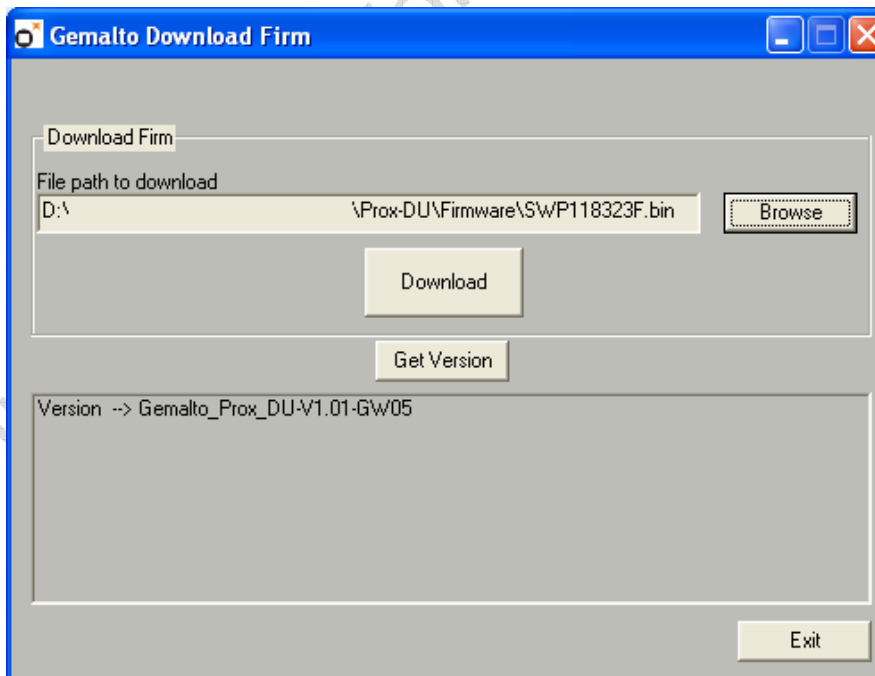 Gemalto Download Firm
Download Firm
File path to download
D:\ \Prox-DU\Firmware\SWP118323F.bin
Browse
Download
Get Version
Version --> Gemalto_Prox_DU-V1.01-GW05
Exit